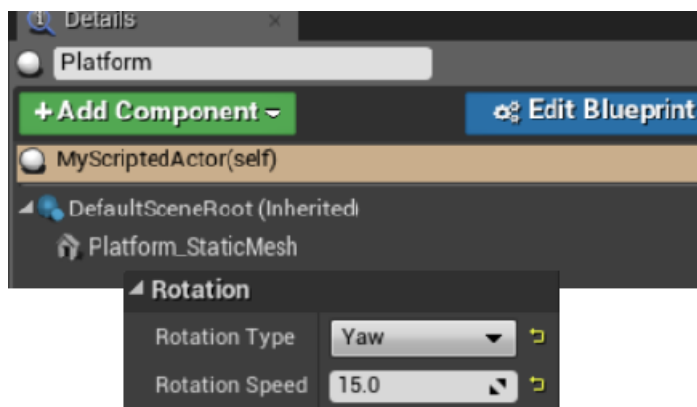 Details
Platform
+ Add Component Edit Blueprint
MyScriptedActor(self)
DefaultSceneRoot (Inherited)
Platform_StaticMesh
Rotation
Rotation Type Yaw
Rotation Speed 15.0